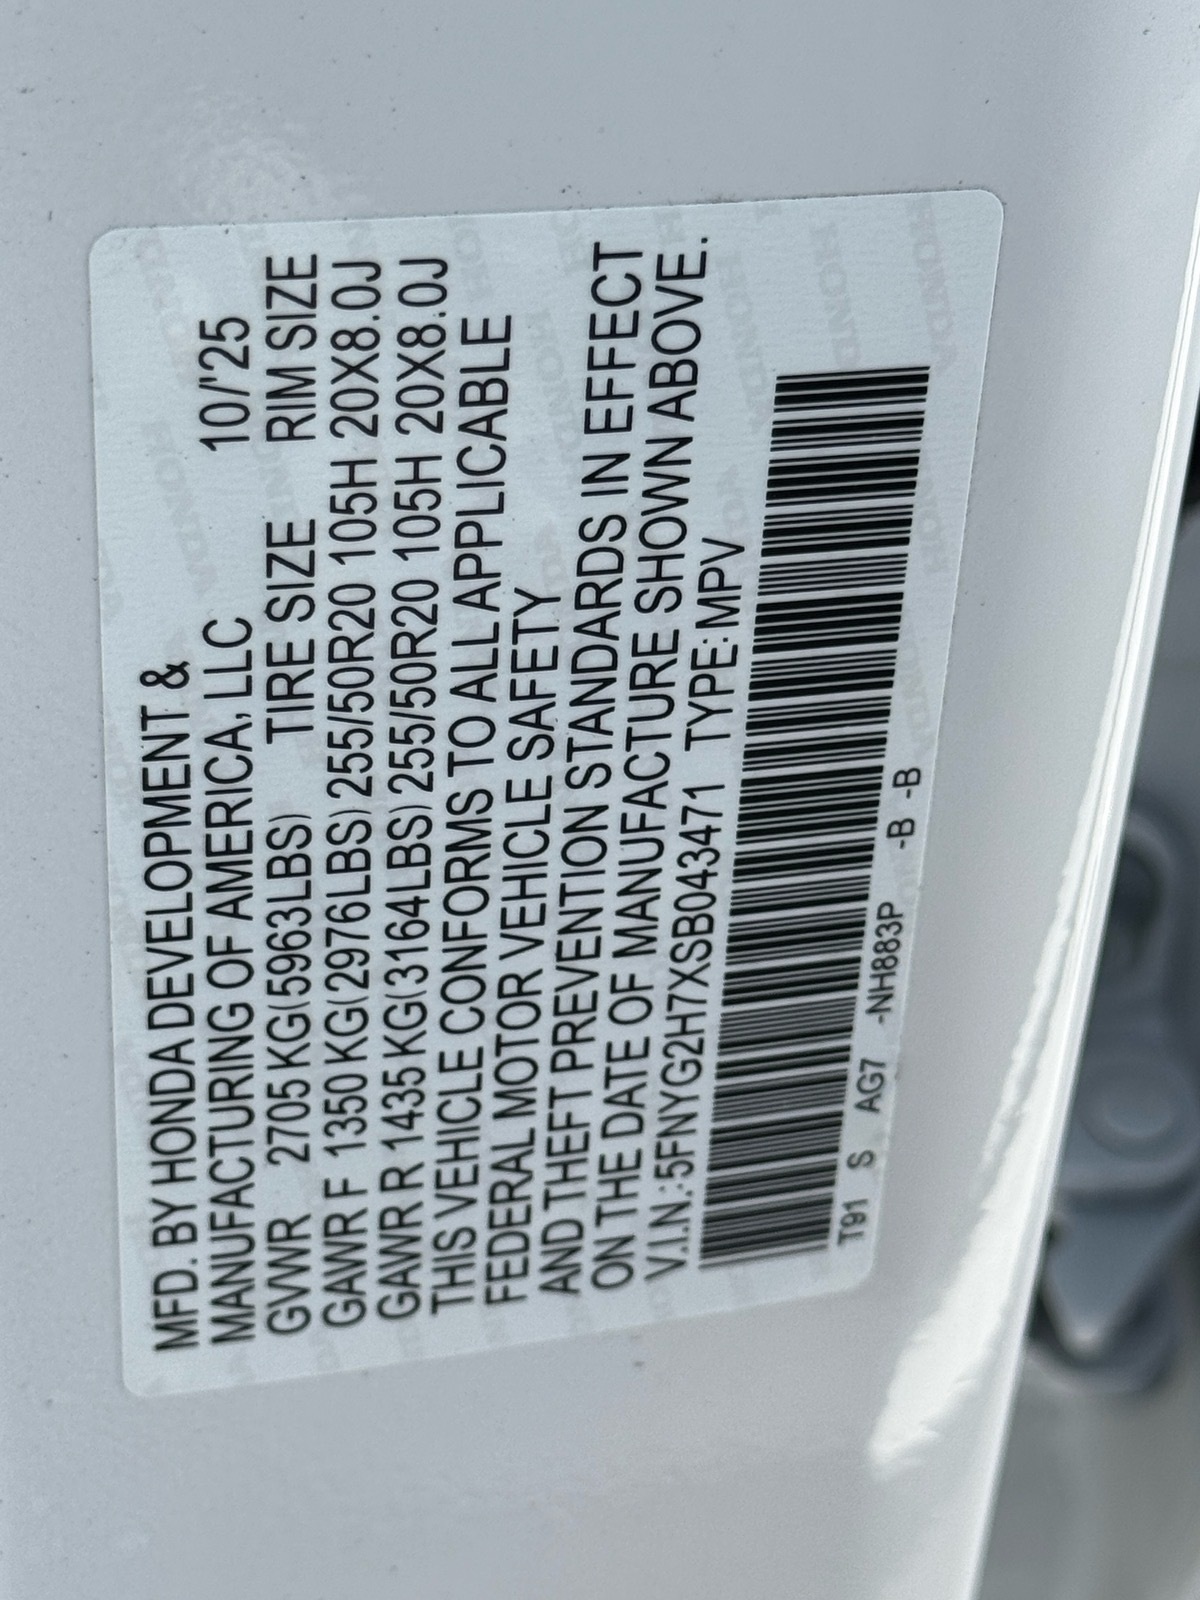 MFD. BY HONDA DEVELOPMENT &
MANUFACTURING OF AMERICA, LLC 10/'25
GVWR 2705 KG(5963LBS) TIRE SIZE RIM SIZE
GAWR F 1350 KG(2976LBS) 255/50R20 105H 20X8.0J
GAWR R 1435 KG(3164LBS) 255/50R20 105H 20X8.0J
THIS VEHICLE CONFORMS TO ALL APPLICABLE
FEDERAL MOTOR VEHICLE SAFETY
AND THEFT PREVENTION STANDARDS IN EFFECT
ON THE DATE OF MANUFACTURE SHOWN ABOVE.
V.I.N.:5FNYG2H7XSB043471 TYPE:MPV
T91 S AG7 -NH883P -B -B